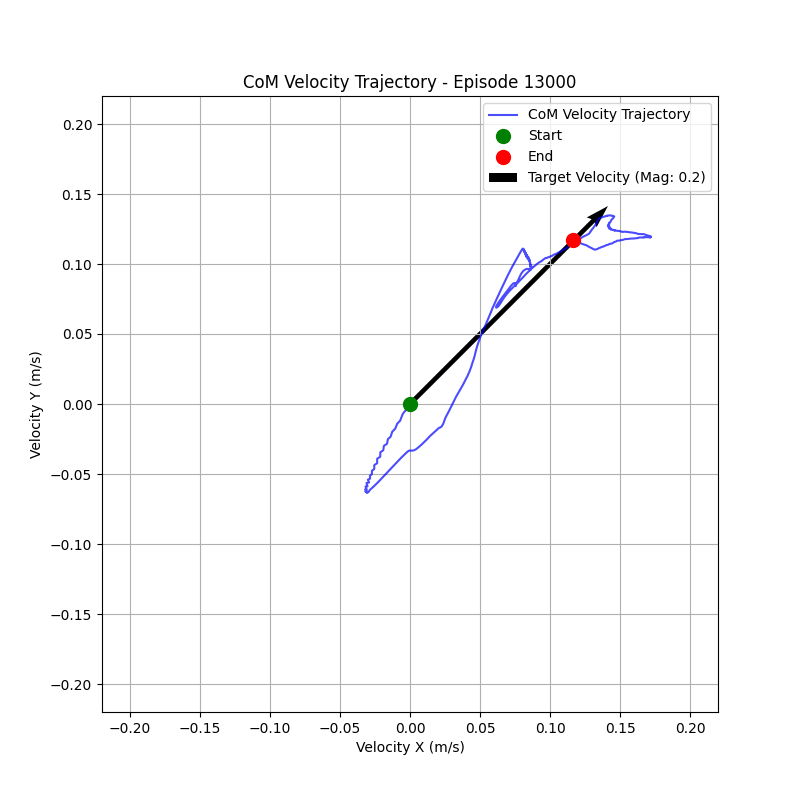 CoM Velocity Trajectory - Episode 13000
CoM Velocity Trajectory
Start
End
Target Velocity (Mag: 0.2)
0.20
0.15
0.10
0.05
0.00
−0.05
−0.10
−0.15
−0.20
Velocity Y (m/s)
−0.20 −0.15 −0.10 −0.05 0.00 0.05 0.10 0.15 0.20
Velocity X (m/s)